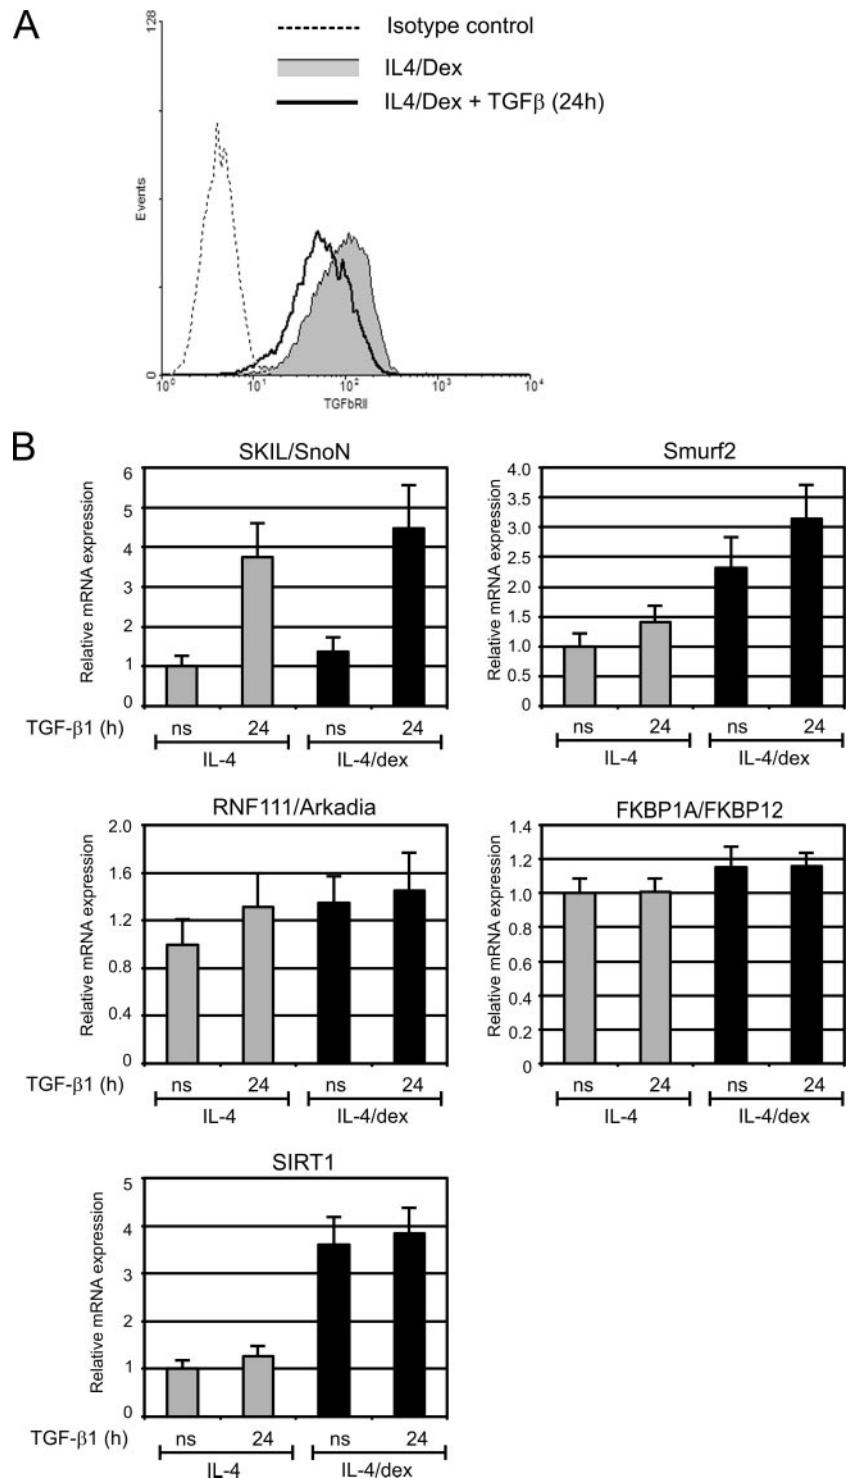 A
Isotype control
IL4/Dex
IL4/Dex + TGFβ (24h)
128
Events
0
10⁰ 10¹ 10² 10³ 10⁴
TGFbRII
B
SKIL/SnoN
Relative mRNA expression
6
5
4
3
2
1
0
TGF-β1 (h) ns 24 ns 24
IL-4 IL-4/dex
Smurf2
Relative mRNA expression
4.0
3.5
3.0
2.5
2.0
1.5
1.0
0.5
0
ns 24 ns 24
IL-4 IL-4/dex
RNF111/Arkadia
Relative mRNA expression
2.0
1.6
1.2
0.8
0.4
0
TGF-β1 (h) ns 24 ns 24
IL-4 IL-4/dex
FKBP1A/FKBP12
Relative mRNA expression
1.4
1.2
1.0
0.8
0.6
0.4
0.2
0
ns 24 ns 24
IL-4 IL-4/dex
SIRT1
Relative mRNA expression
5
4
3
2
1
0
TGF-β1 (h) ns 24 ns 24
IL-4 IL-4/dex